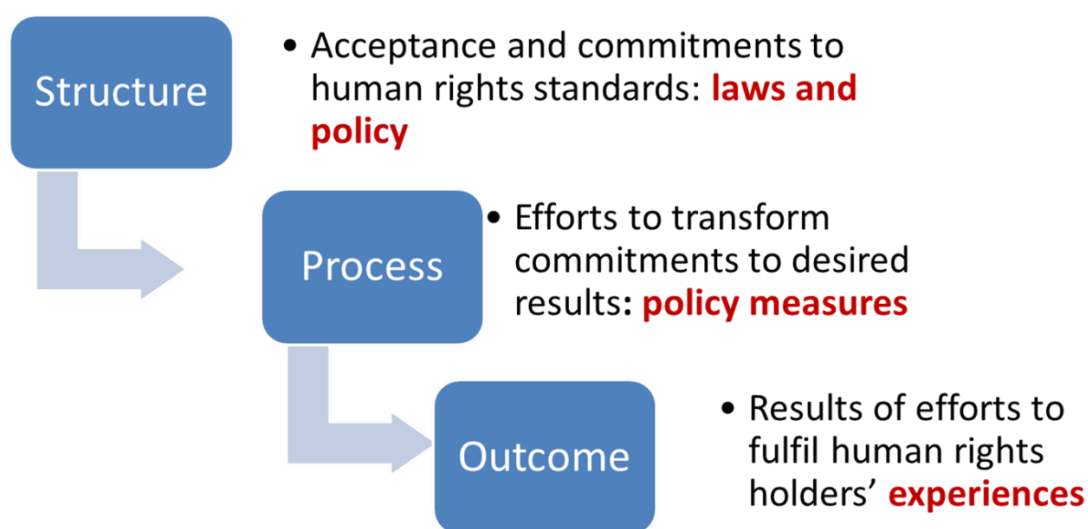 Structure
• Acceptance and commitments to
human rights standards: laws and
policy
Process
• Efforts to transform
commitments to desired
results: policy measures
Outcome
• Results of efforts to
fulfil human rights
holders’ experiences